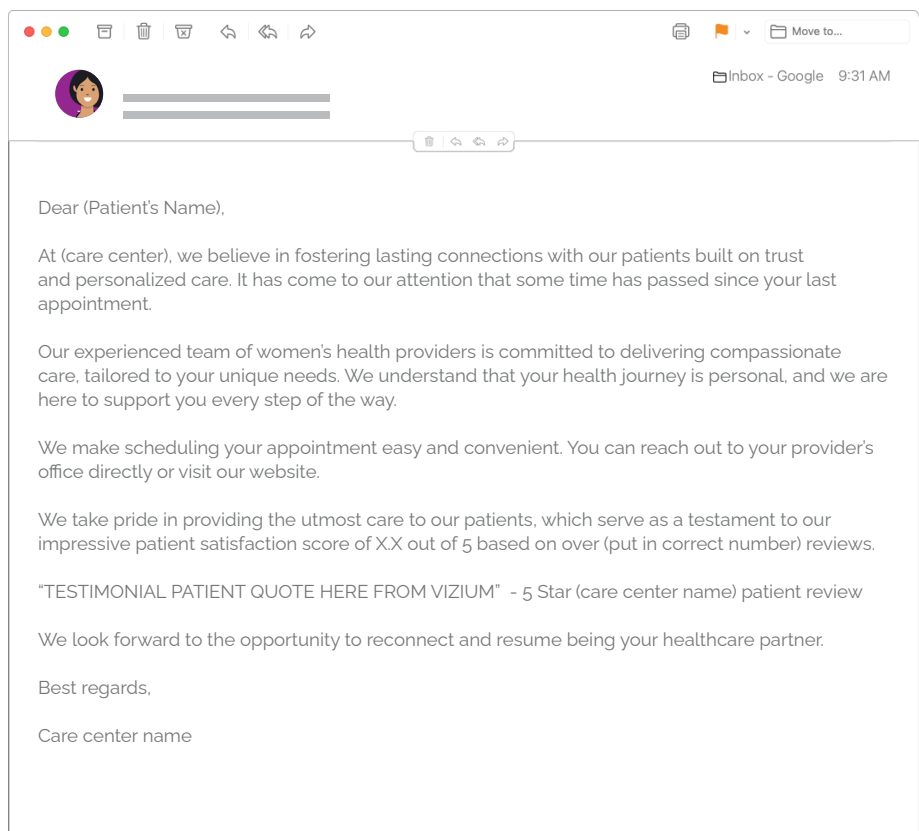 Move to...
Inbox - Google 9:31 AM
Dear (Patient's Name),
At (care center), we believe in fostering lasting connections with our patients built on trust
and personalized care. It has come to our attention that some time has passed since your last
appointment.
Our experienced team of women's health providers is committed to delivering compassionate
care, tailored to your unique needs. We understand that your health journey is personal, and we are
here to support you every step of the way.
We make scheduling your appointment easy and convenient. You can reach out to your provider's
office directly or visit our website.
We take pride in providing the utmost care to our patients, which serve as a testament to our
impressive patient satisfaction score of X.X out of 5 based on over (put in correct number) reviews.
“TESTIMONIAL PATIENT QUOTE HERE FROM VIZIUM” - 5 Star (care center name) patient review
We look forward to the opportunity to reconnect and resume being your healthcare partner.
Best regards,
Care center name